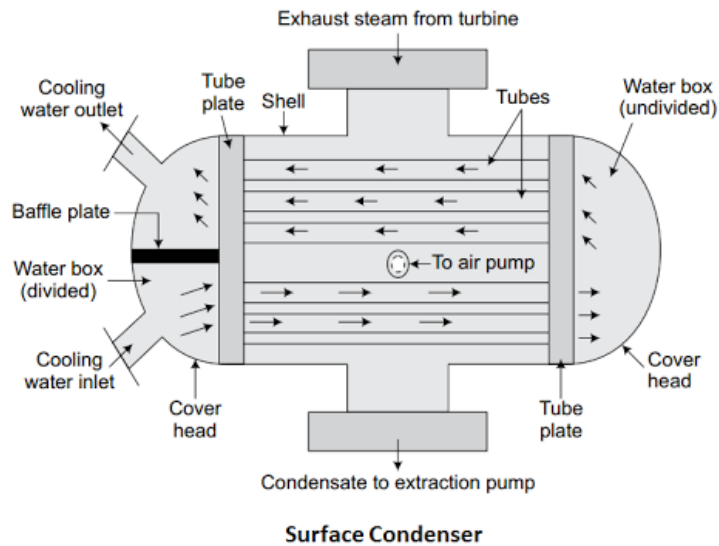 Exhaust steam from turbine
Cooling
water outlet
Tube
plate
Shell
Tubes
Water box
(undivided)
Baffle plate
To air pump
Water box
(divided)
Cooling
water inlet
Cover
head
Tube
plate
Cover
head
Condensate to extraction pump
Surface Condenser